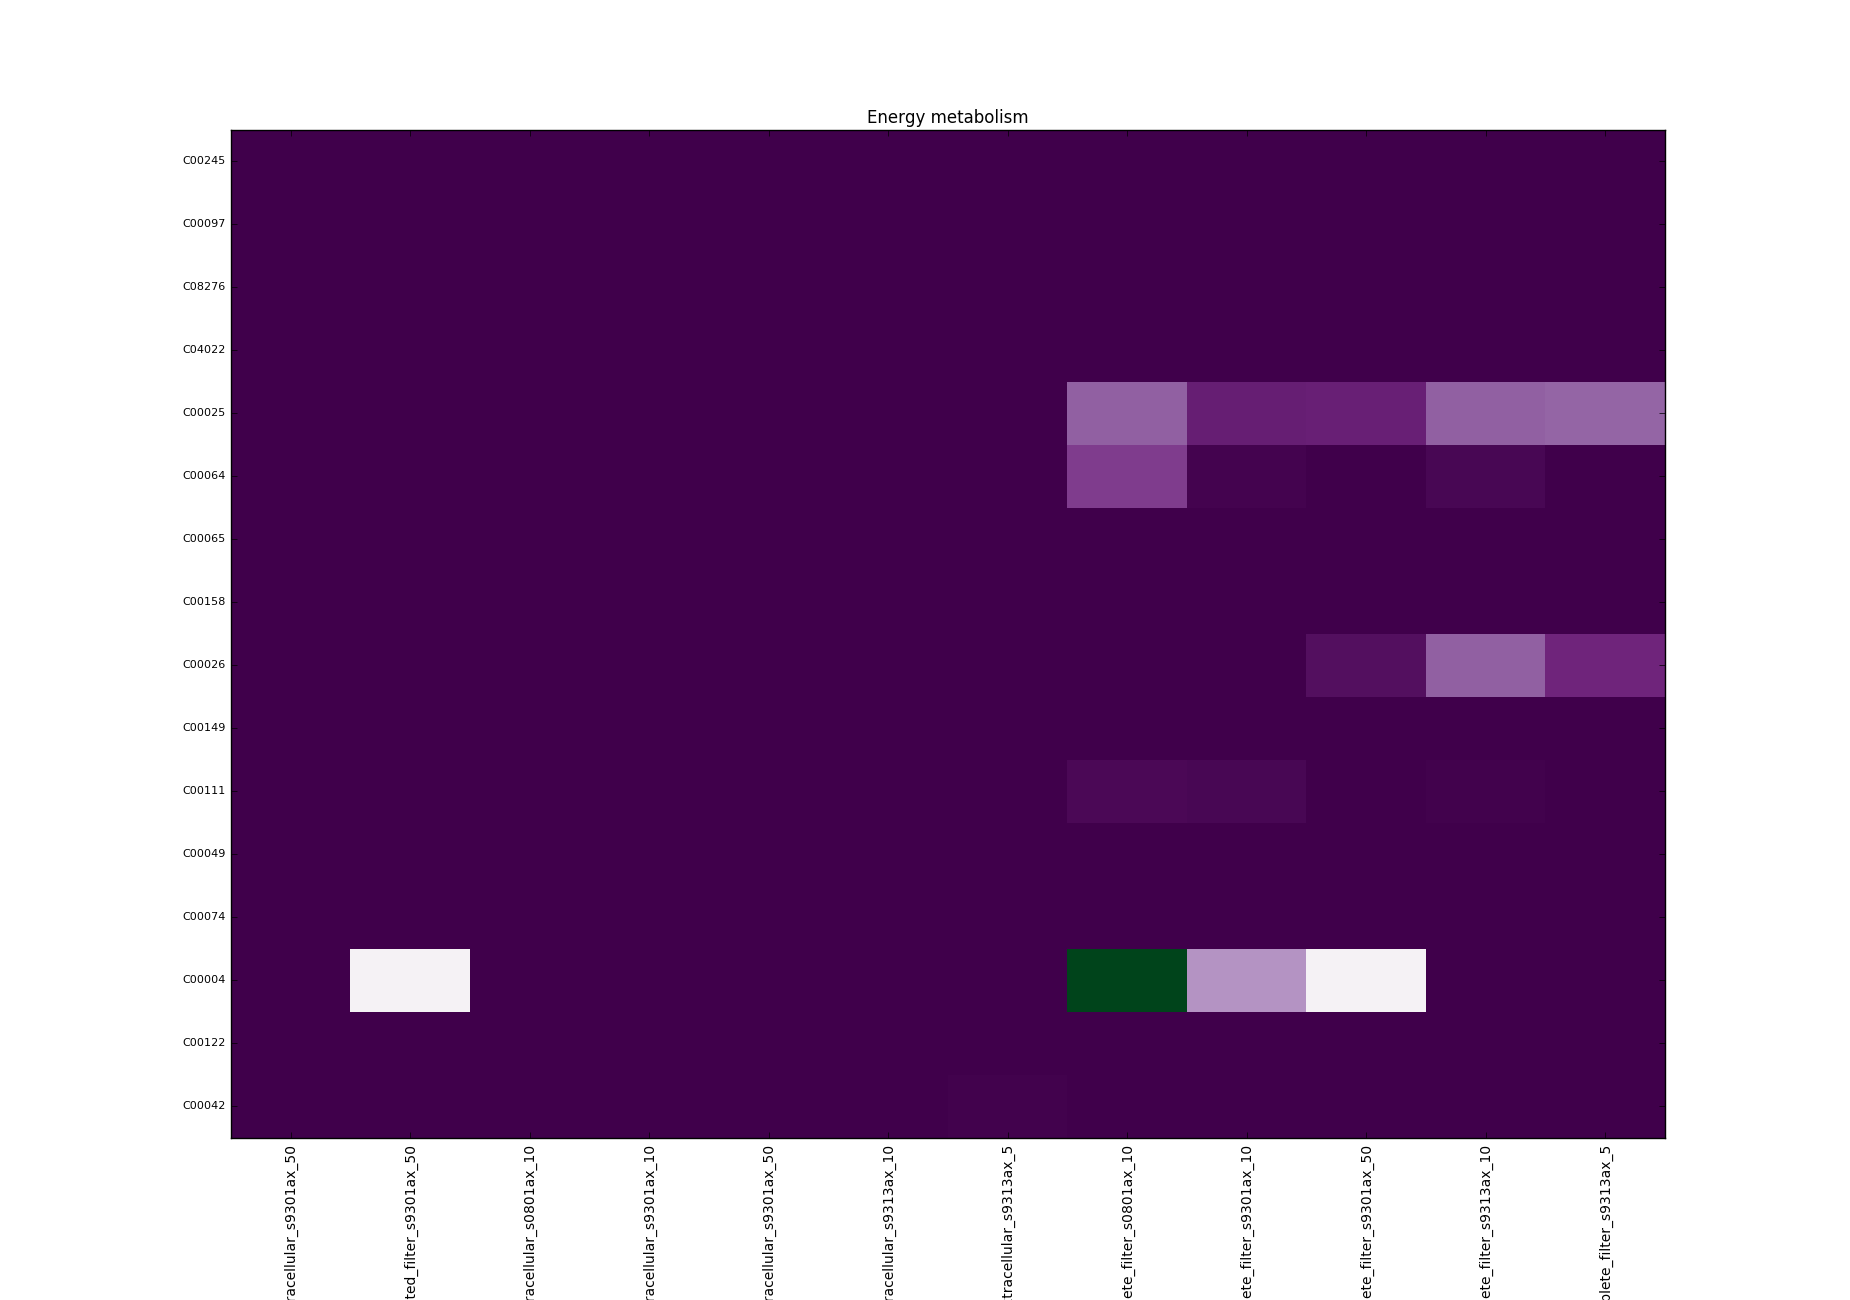 Energy metabolism
C00245
C00097
C08276
C04022
C00025
C00064
C00065
C00158
C00026
C00149
C00111
C00049
C00074
C00004
C00122
C00042
racellular_s9301ax_50
ted_filter_s9301ax_50
racellular_s0801ax_10
racellular_s9301ax_10
racellular_s9301ax_50
racellular_s9313ax_10
tracellular_s9313ax_5
ete_filter_s0801ax_10
ete_filter_s9301ax_10
ete_filter_s9301ax_50
ete_filter_s9313ax_10
plete_filter_s9313ax_5